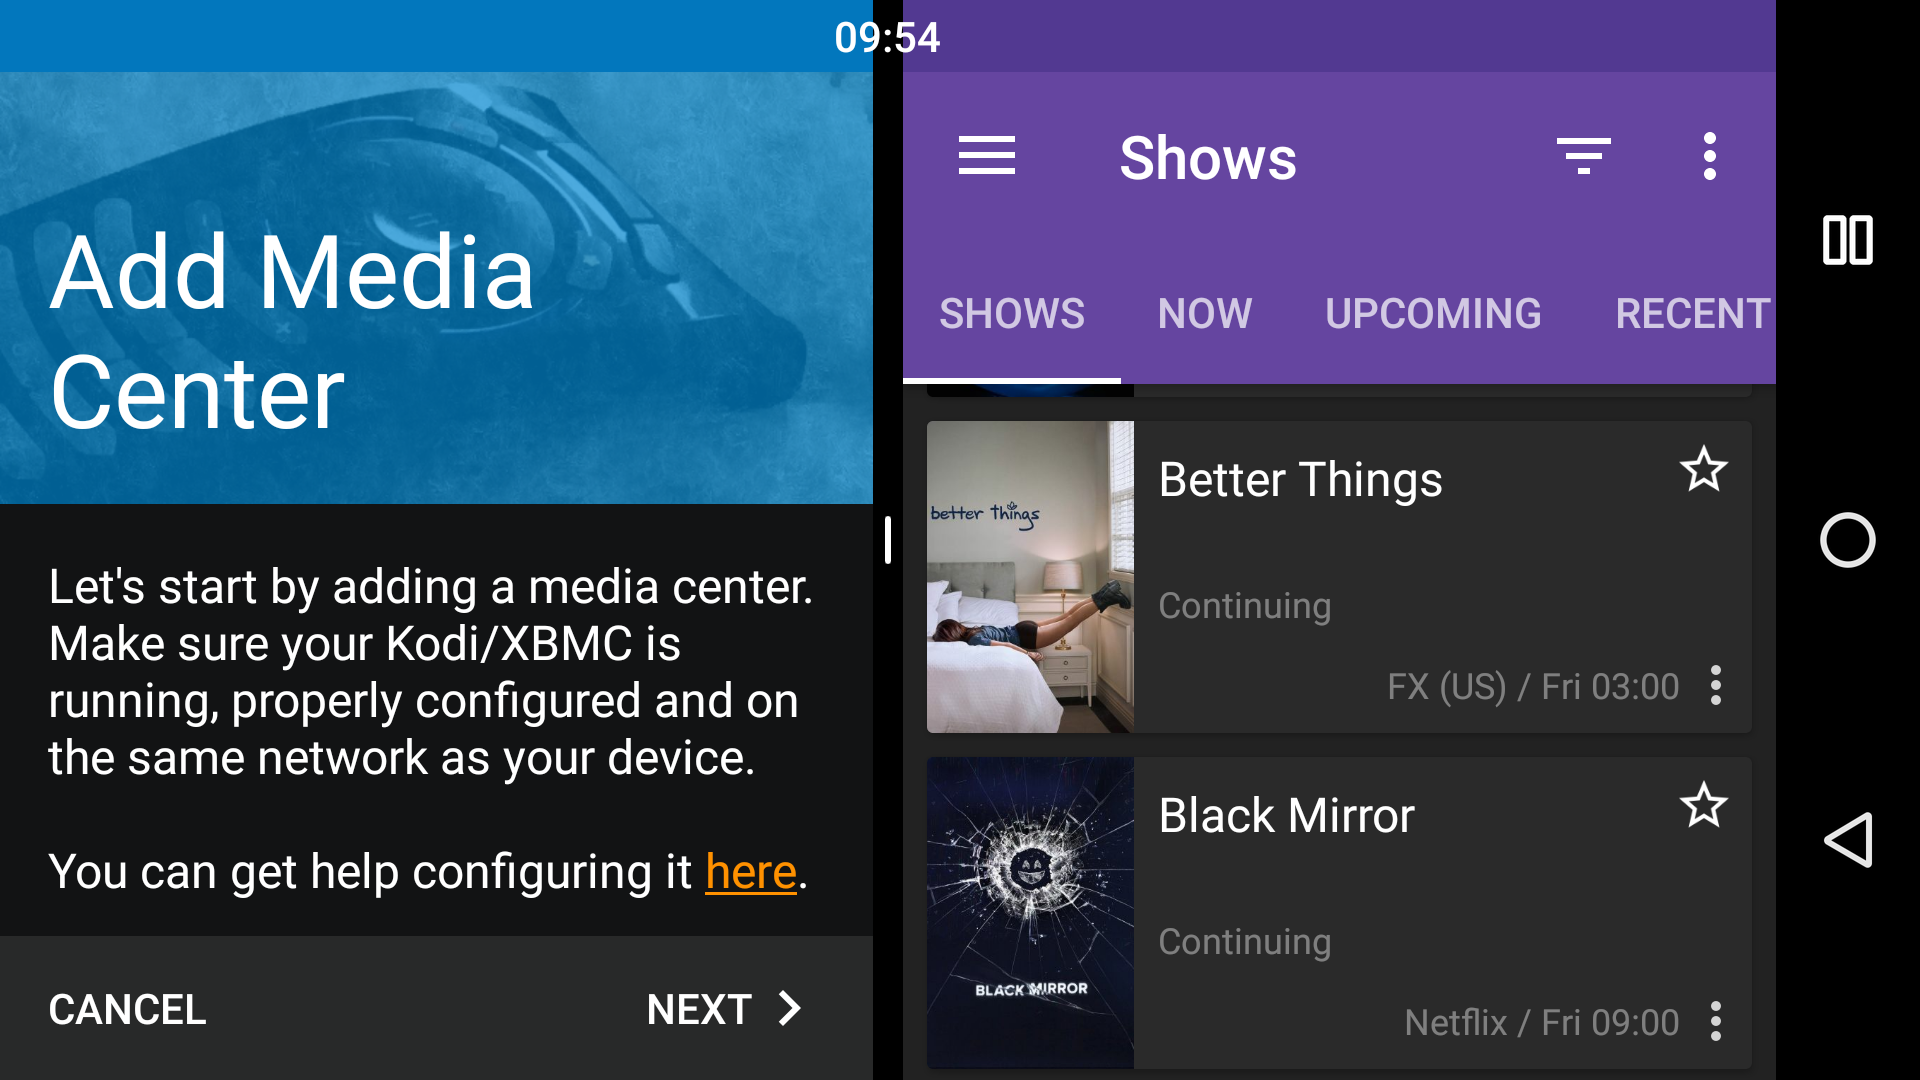 09:54
Add Media
Center
Let's start by adding a media center.
Make sure your Kodi/XBMC is
running, properly configured and on
the same network as your device.
You can get help configuring it here.
CANCEL
NEXT
Shows
SHOWS
NOW
UPCOMING
RECENT
better things
Better Things
Continuing
FX (US) / Fri 03:00
BLACK MIRROR
Black Mirror
Continuing
Netflix / Fri 09:00